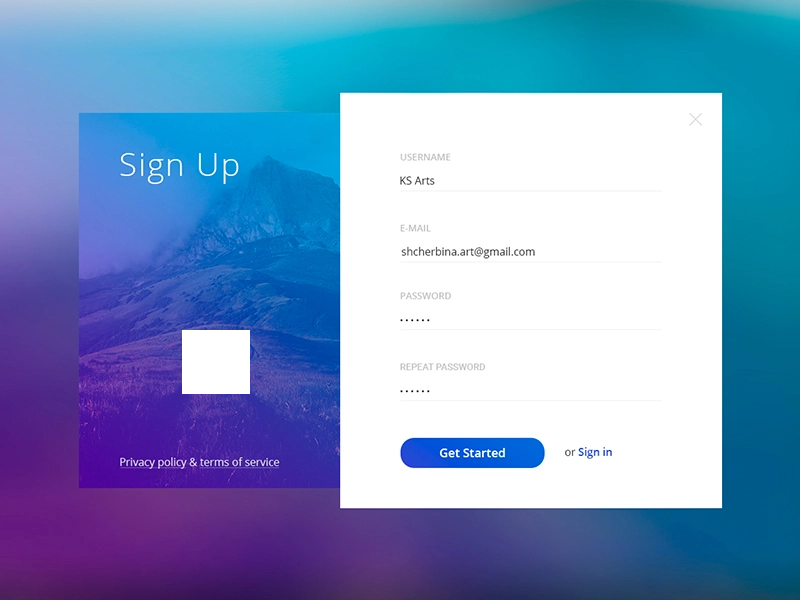 Sign Up
Privacy policy & terms of service
USERNAME
KS Arts
E-MAIL
shcherbina.art@gmail.com
PASSWORD
••••••
REPEAT PASSWORD
••••••
Get Started
or Sign in